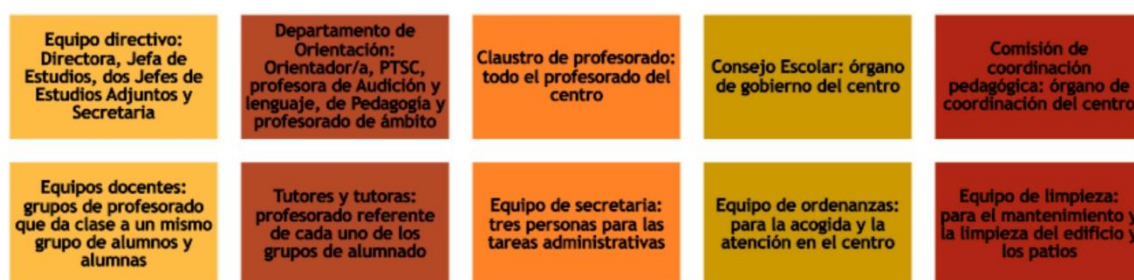 Equipo directivo:
Directora, Jefa de
Estudios, dos Jefes de
Estudios Adjuntos y
Secretaria
Departamento de
Orientación:
Orientador/a, PTSC,
profesora de Audición y
lenguaje, de Pedagogía y
profesorado de ámbito
Claustro de profesorado:
todo el profesorado del
centro
Consejo Escolar: órgano
de gobierno del centro
Comisión de
coordinación
pedagógica: órgano de
coordinación del centro
Equipos docentes:
grupos de profesorado
que da clase a un mismo
grupo de alumnos y
alumnas
Tutores y tutoras:
profesorado referente
de cada uno de los
grupos de alumnado
Equipo de secretaria:
tres personas para las
tareas administrativas
Equipo de ordenanzas:
para la acogida y la
atención en el centro
Equipo de limpieza:
para el mantenimiento y
la limpieza del edificio y
los patios